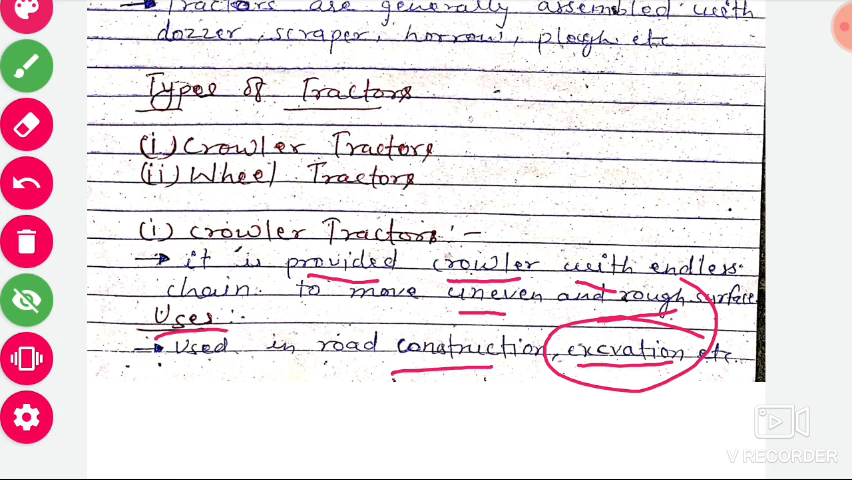 → Tractors are generally assembled with
dozzer, scraper, horrow, plough etc
Types of Tractors
(i) Crowler Tractors
(ii) Wheel Tractors
(i) Crowler Tractors :-
→ it is provided crowler with endless
chain to move uneven and rough surface
Uses :-
→ Used in road construction, excvation etc.
V RECORDER